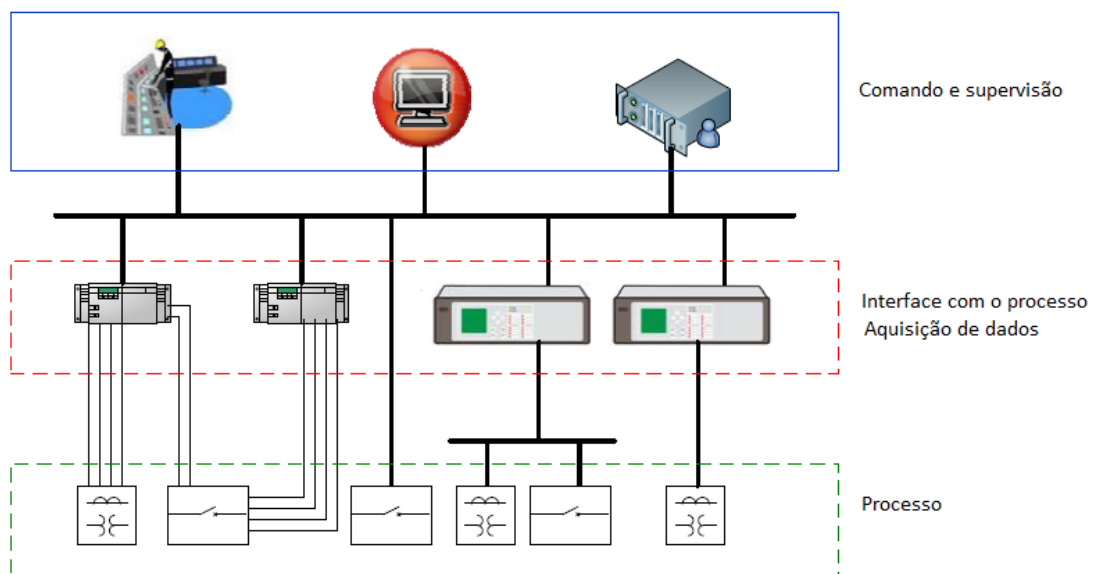 Comando e supervisão
Interface com o processo
Aquisição de dados
Processo